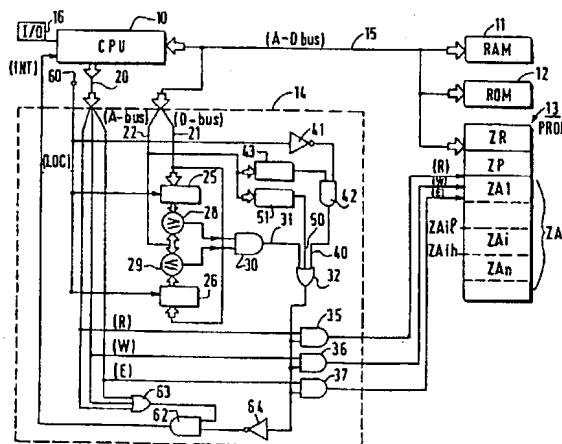 16
I/O
10
CPU
(A-D bus)
15
11
RAM
12
ROM
13
PROM
(INT)
60
20
(A-bus)
(D-bus)
22
21
14
41
43
42
51
50
40
(LOC)
25
28
≤
29
≤
30
31
32
26
ZR
ZP
(R)
(W)
(E)
ZA1
ZAiℓ
ZAi
ZAih
ZAn
ZA
(R)
35
(W)
36
(E)
37
63
62
64